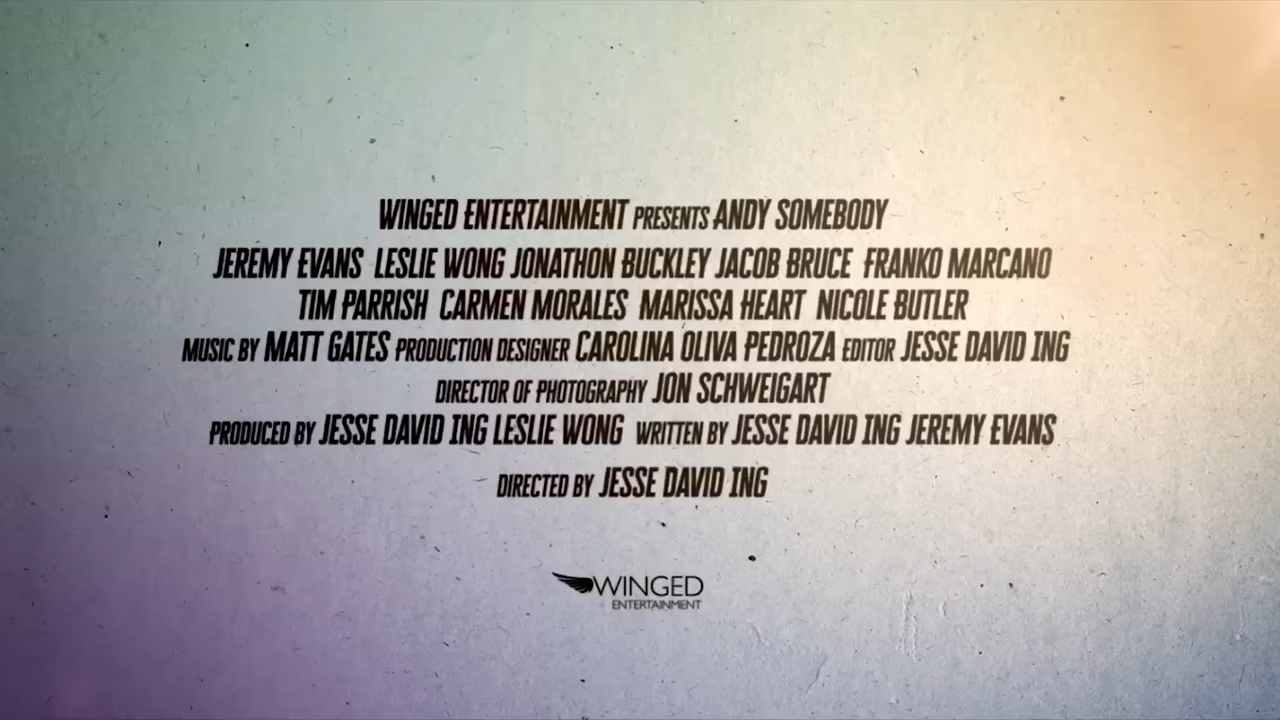 WINGED ENTERTAINMENT PRESENTS ANDY SOMEBODY
JEREMY EVANS LESLIE WONG JONATHON BUCKLEY JACOB BRUCE FRANKO MARCANO
TIM PARRISH CARMEN MORALES MARISSA HEART NICOLE BUTLER
MUSIC BY MATT GATES PRODUCTION DESIGNER CAROLINA OLIVA PEDROZA EDITOR JESSE DAVID ING
DIRECTOR OF PHOTOGRAPHY JON SCHWEIGART
PRODUCED BY JESSE DAVID ING LESLIE WONG WRITTEN BY JESSE DAVID ING JEREMY EVANS
DIRECTED BY JESSE DAVID ING
WINGED
ENTERTAINMENT